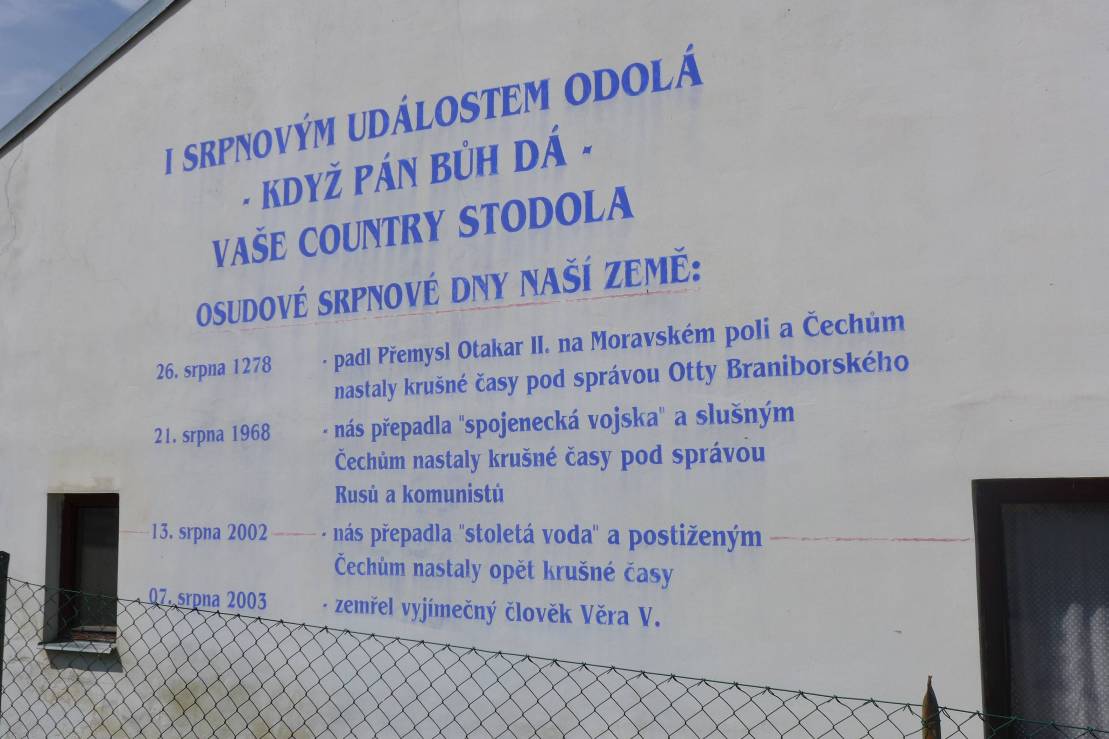 I SRPNOVÝM UDÁLOSTEM ODOLÁ
- KDYŽ PÁN BŮH DÁ -
VAŠE COUNTRY STODOLA
OSUDOVÉ SRPNOVÉ DNY NAŠÍ ZEMĚ:
26. srpna 1278 - padl Přemysl Otakar II. na Moravském poli a Čechům
nastaly krušné časy pod správou Otty Braniborského
21. srpna 1968 - nás přepadla "spojenecká vojska" a slušným
Čechům nastaly krušné časy pod správou
Rusů a komunistů
13. srpna 2002 - nás přepadla "stoletá voda" a postiženým
Čechům nastaly opět krušné časy
07. srpna 2003 - zemřel vyjímečný člověk Věra V.